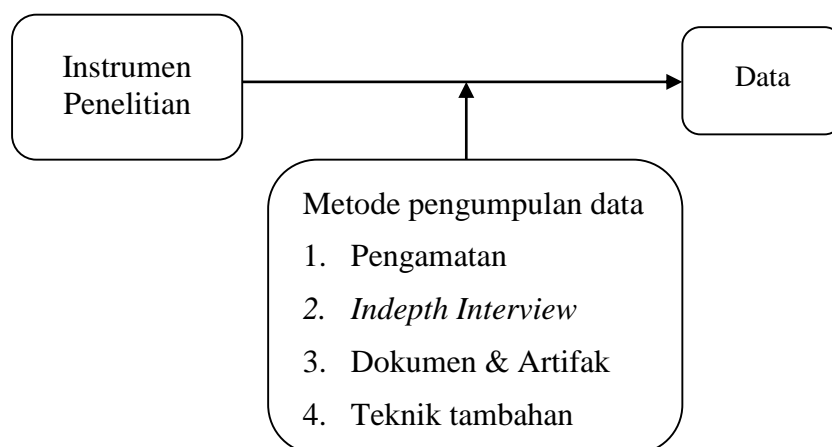 Instrumen
Penelitian
Data
Metode pengumpulan data
1. Pengamatan
2. Indepth Interview
3. Dokumen & Artifak
4. Teknik tambahan